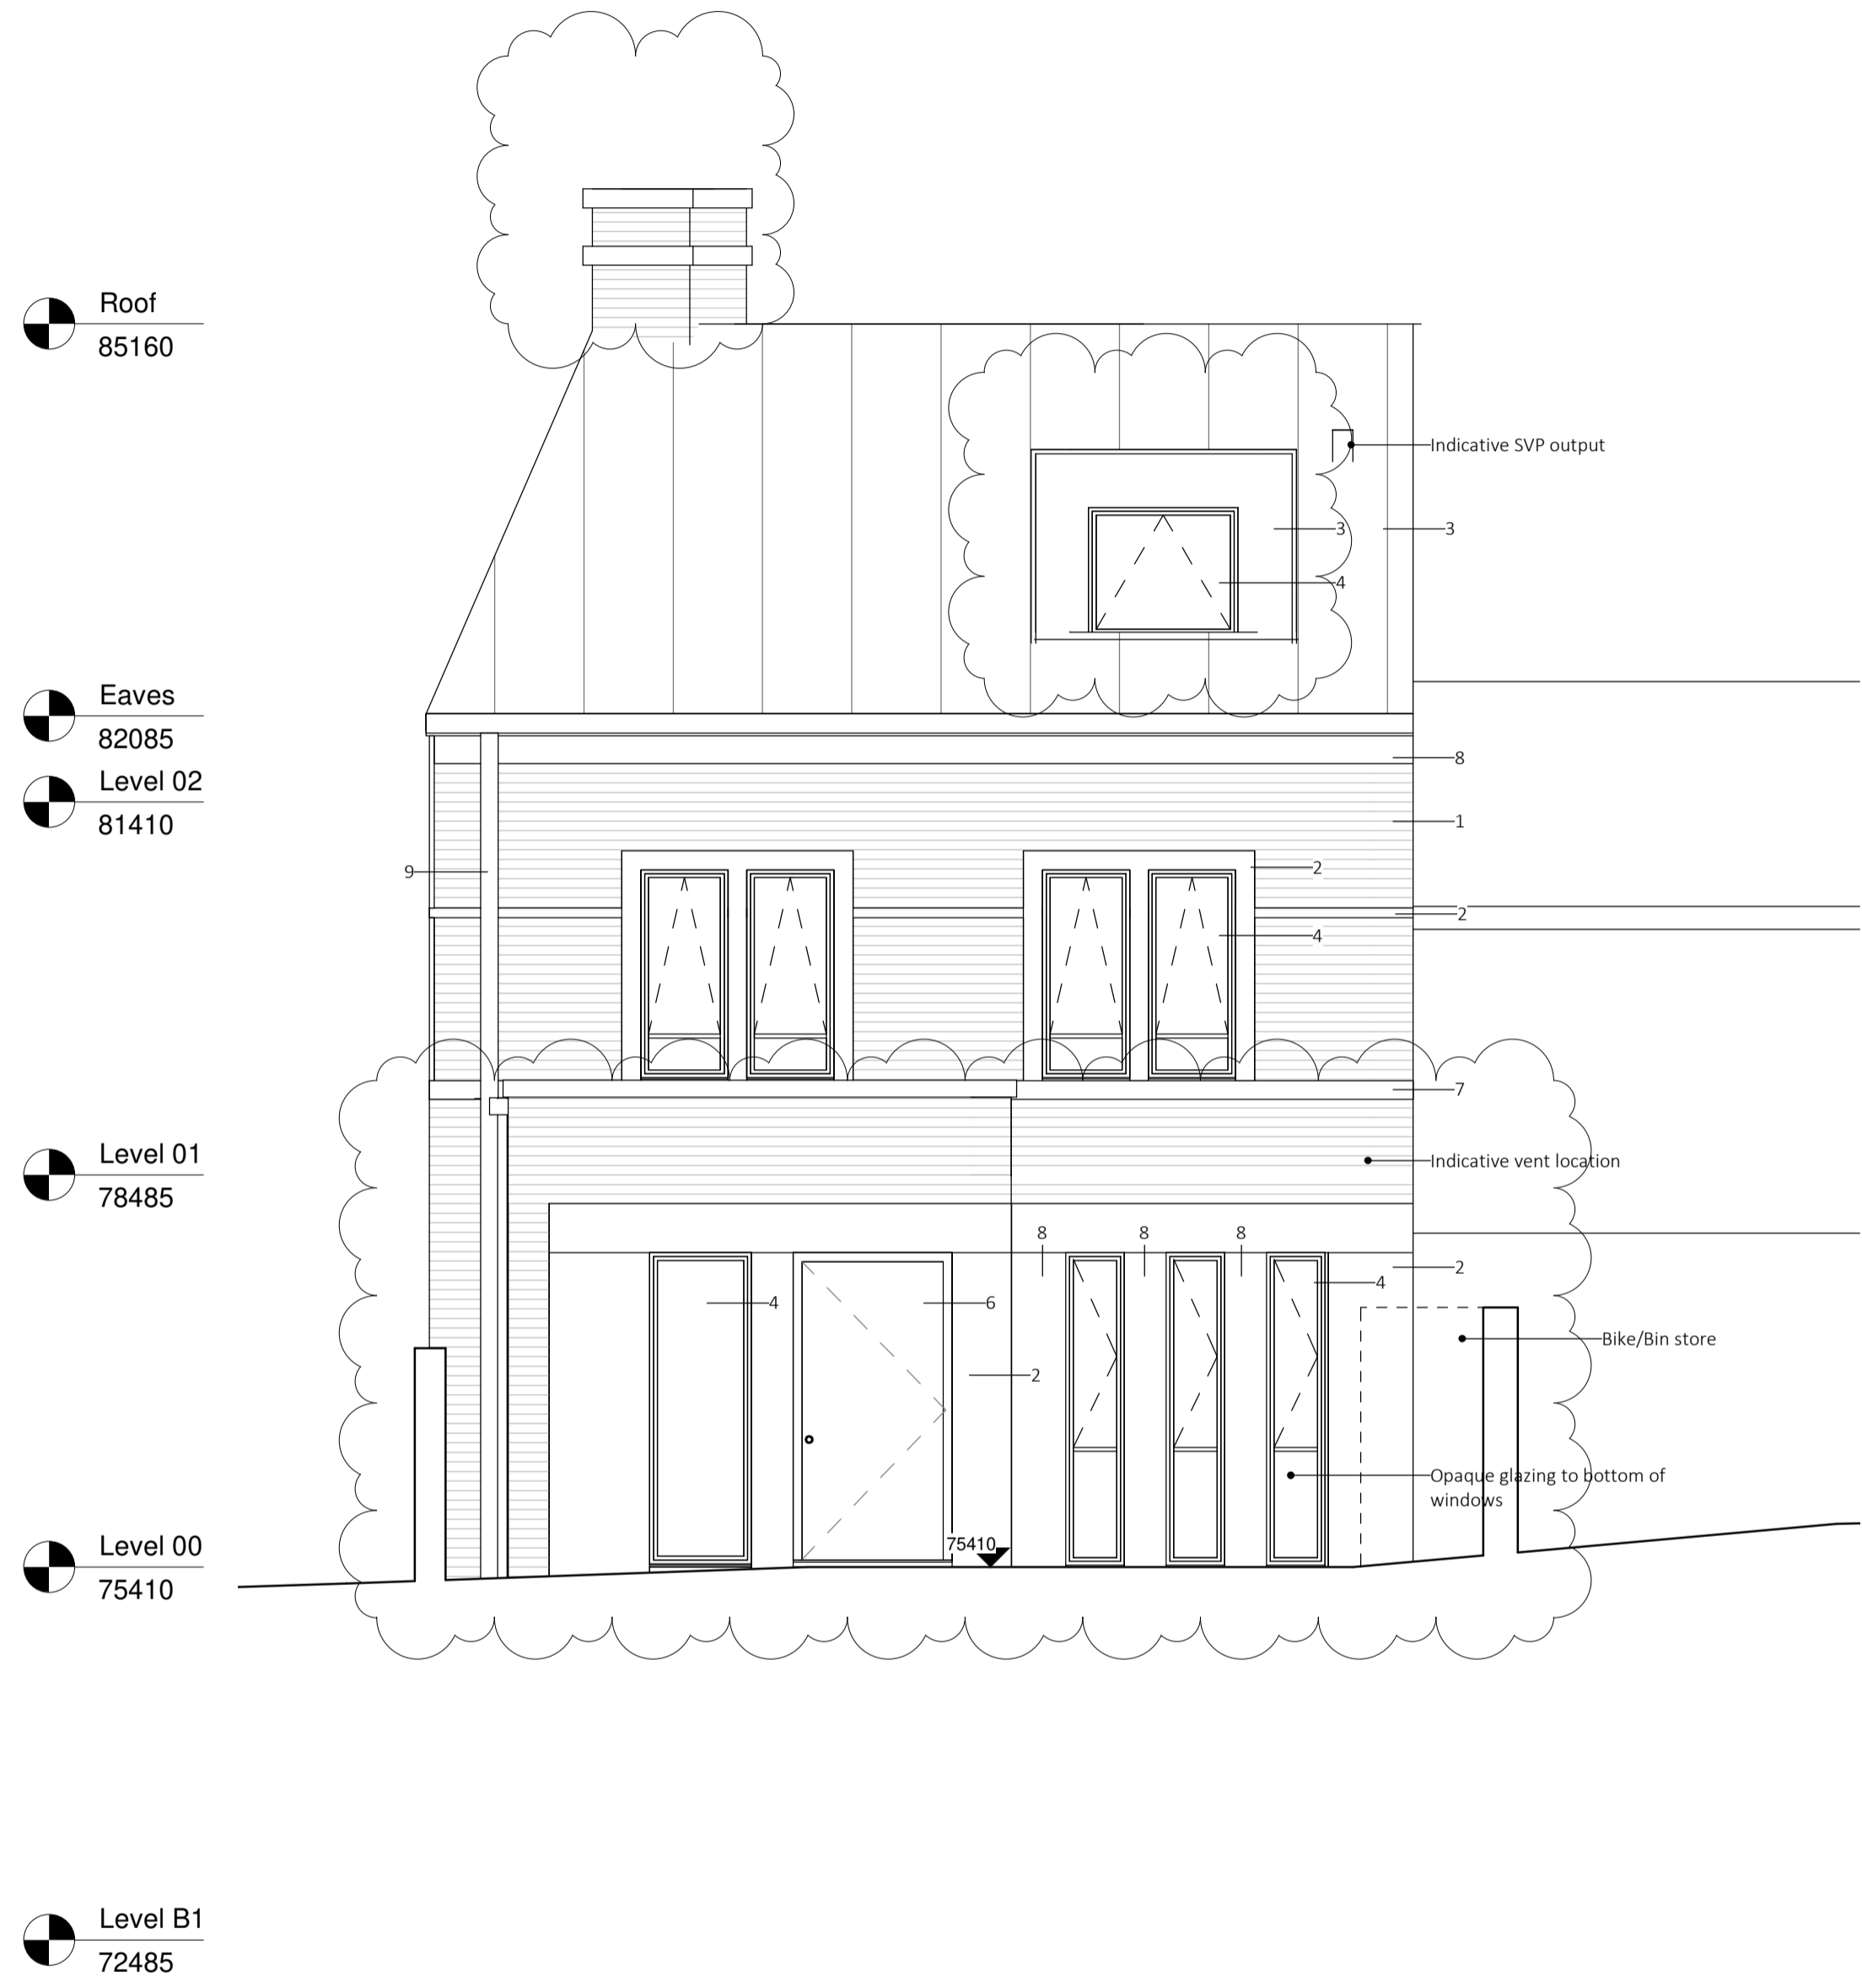 Roof
85160
Indicative SVP output
3
3
4
Eaves
82085
8
Level 02
81410
1
9
2
2
4
7
Level 01
78485
Indicative vent location
8
8
8
2
4
4
6
Bike/Bin store
2
Opaque glazing to bottom of
windows
75410
Level 00
75410
Level B1
72485